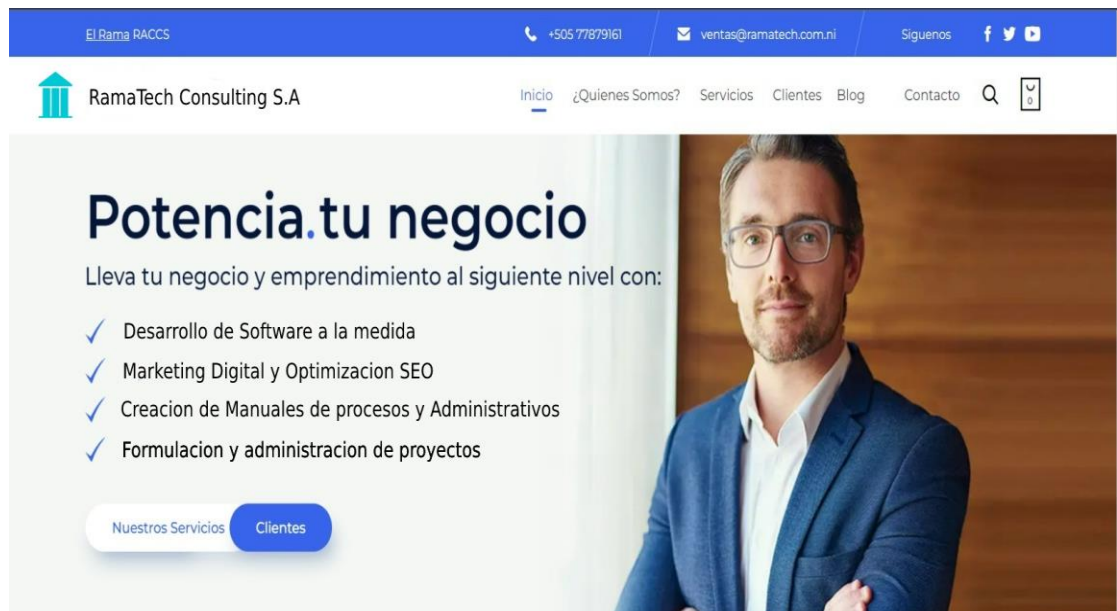 El Rama RACCS
+505 77879161
ventas@ramatech.com.ni
Síguenos
RamaTech Consulting S.A
Inicio ¿Quienes Somos? Servicios Clientes Blog Contacto
0
Potencia.tu negocio
Lleva tu negocio y emprendimiento al siguiente nivel con:
Desarrollo de Software a la medida
Marketing Digital y Optimizacion SEO
Creacion de Manuales de procesos y Administrativos
Formulacion y administracion de proyectos
Nuestros Servicios Clientes